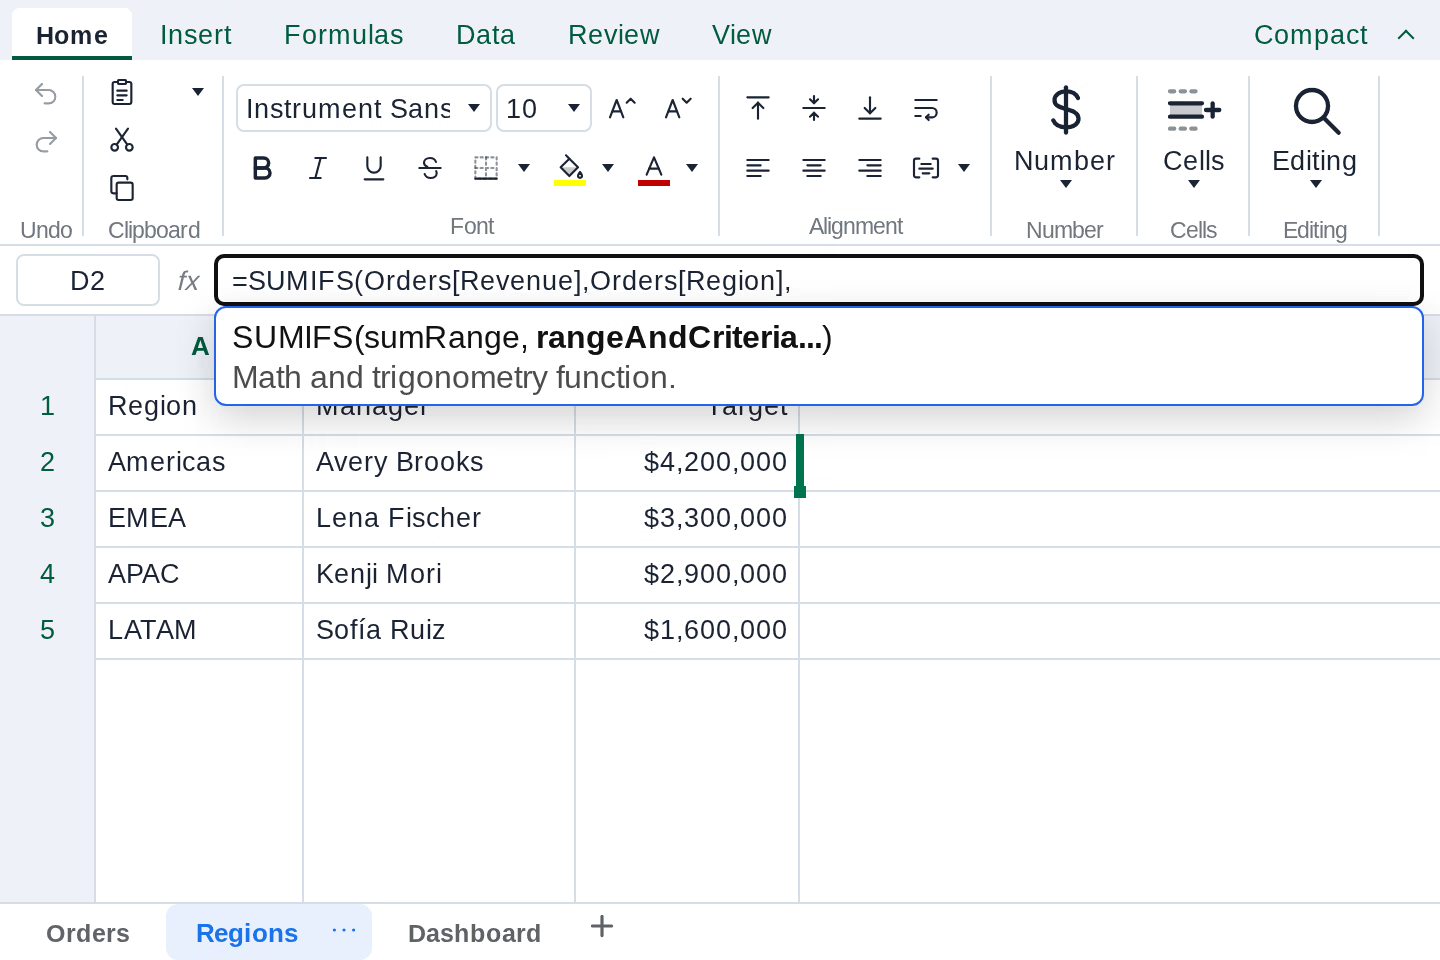 Home Insert Formulas Data Review View Compact
Instrument Sans 10
Number Cells Editing
Undo Clipboard Font Alignment Number Cells Editing
D2 fx =SUMIFS(Orders[Revenue],Orders[Region],
SUMIFS(sumRange, rangeAndCriteria...)
Math and trigonometry function.
A
1 Region Manager Target
2 Americas Avery Brooks $4,200,000
3 EMEA Lena Fischer $3,300,000
4 APAC Kenji Mori $2,900,000
5 LATAM Sofía Ruiz $1,600,000
Orders Regions ··· Dashboard